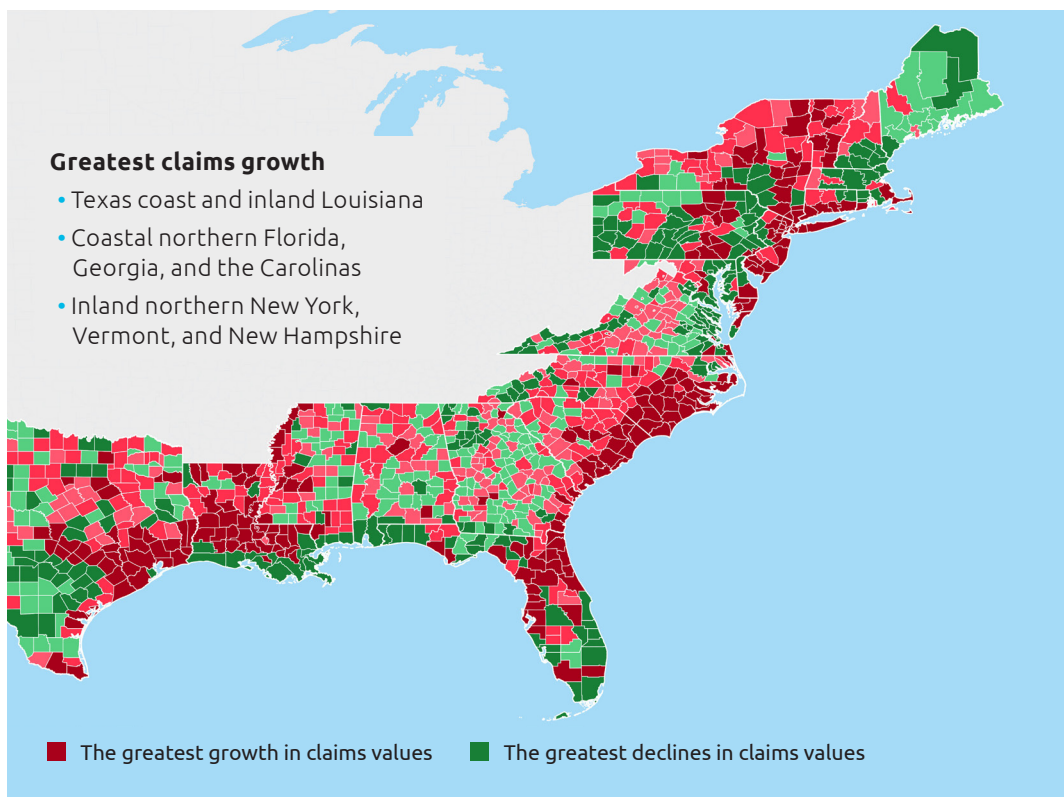 Greatest claims growth
• Texas coast and inland Louisiana
• Coastal northern Florida,
Georgia, and the Carolinas
• Inland northern New York,
Vermont, and New Hampshire
The greatest growth in claims values
The greatest declines in claims values